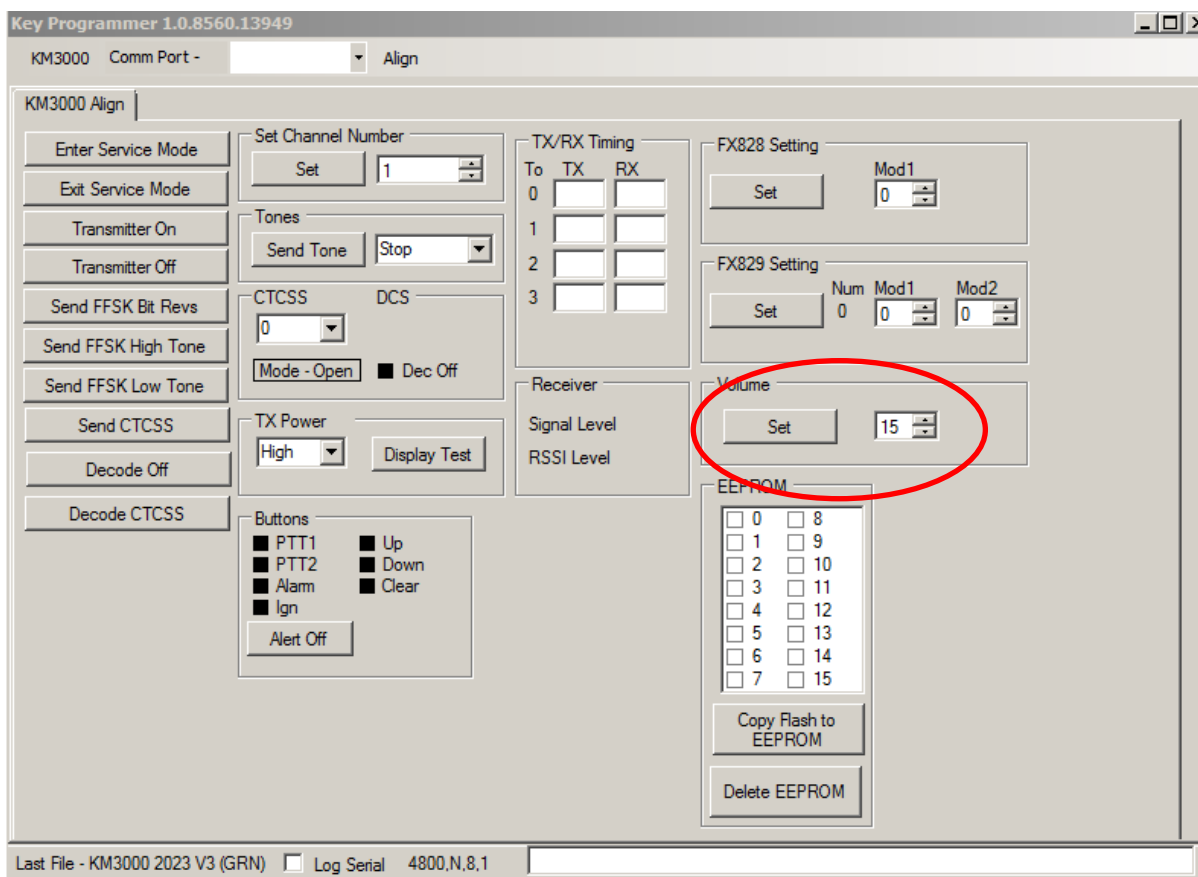 Key Programmer 1.0.8560.13949
KM3000 Comm Port - Align
KM3000 Align
Enter Service Mode
Exit Service Mode
Transmitter On
Transmitter Off
Send FFSK Bit Revs
Send FFSK High Tone
Send FFSK Low Tone
Send CTCSS
Decode Off
Decode CTCSS
Set Channel Number
Set 1
Tones
Send Tone Stop
CTCSS DCS
0
Mode - Open Dec Off
TX Power
High Display Test
Buttons
PTT1 Up
PTT2 Down
Alarm Clear
Ign
Alert Off
TX/RX Timing
To TX RX
0
1
2
3
Receiver
Signal Level
RSSI Level
FX828 Setting
Mod1
Set 0
FX829 Setting
Num Mod1 Mod2
Set 0 0 0
Volume
Set 15
EEPROM
0 8
1 9
2 10
3 11
4 12
5 13
6 14
7 15
Copy Flash to
EEPROM
Delete EEPROM
Last File - KM3000 2023 V3 (GRN) Log Serial 4800,N,8,1